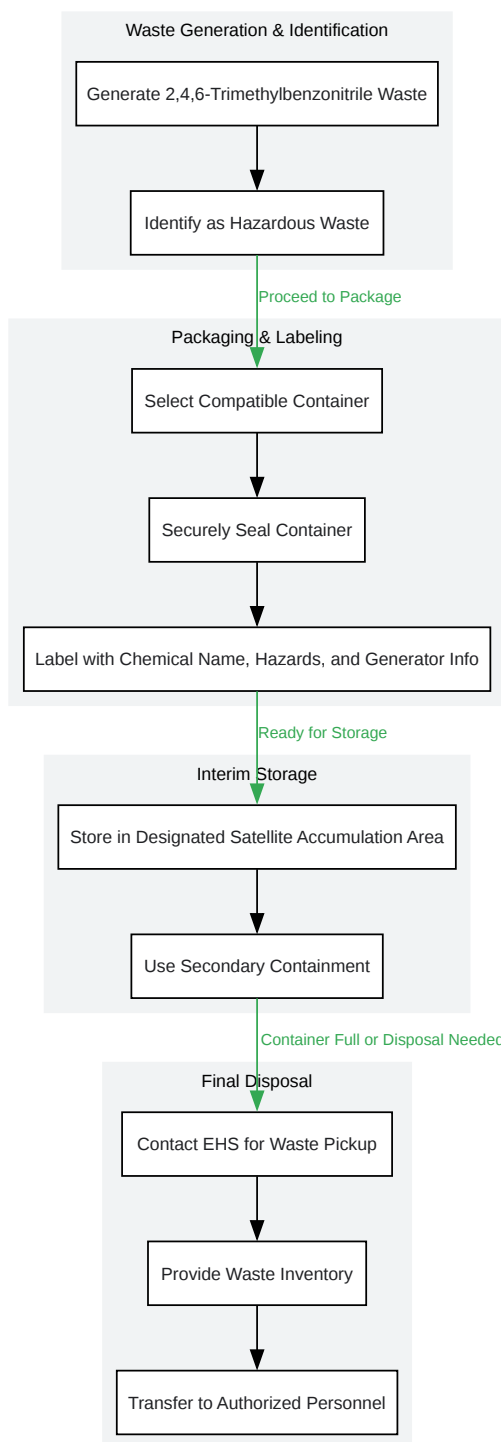 Waste Generation & Identification
Generate 2,4,6-Trimethylbenzonitrile Waste
Identify as Hazardous Waste
Proceed to Package
Packaging & Labeling
Select Compatible Container
Securely Seal Container
Label with Chemical Name, Hazards, and Generator Info
Ready for Storage
Interim Storage
Store in Designated Satellite Accumulation Area
Use Secondary Containment
Container Full or Disposal Needed
Final Disposal
Contact EHS for Waste Pickup
Provide Waste Inventory
Transfer to Authorized Personnel